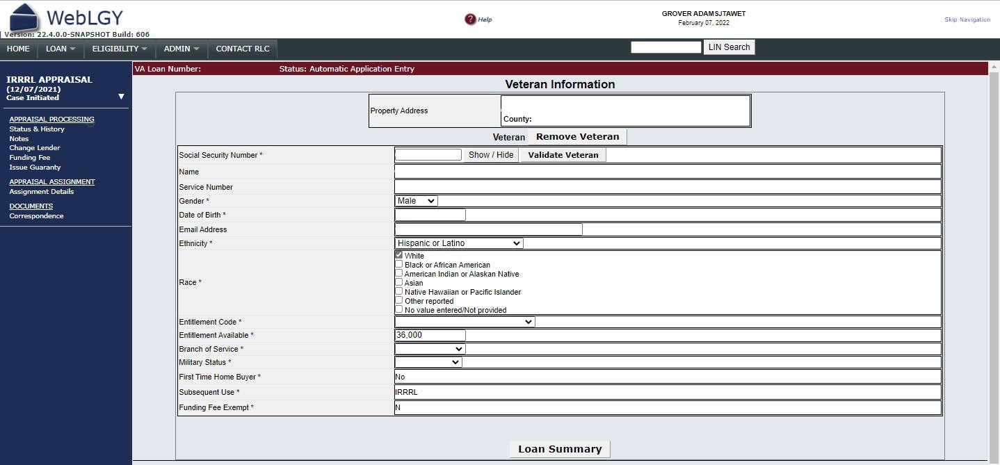 WebLGY
Version: 22.4.0.0-SNAPSHOT Build: 606
? Help
GROVER ADAMSJTAWET
February 07, 2022
Skip Navigation
HOME LOAN ELIGIBILITY ADMIN CONTACT RLC LIN Search
IRRRL APPRAISAL
(12/07/2021)
Case Initiated
APPRAISAL PROCESSING
Status & History
Notes
Change Lender
Funding Fee
Issue Guaranty
APPRAISAL ASSIGNMENT
Assignment Details
DOCUMENTS
Correspondence
VA Loan Number: Status: Automatic Application Entry
Veteran Information
Property Address
County:
Veteran Remove Veteran
Social Security Number * Show / Hide Validate Veteran
Name
Service Number
Gender * Male
Date of Birth *
Email Address
Ethnicity * Hispanic or Latino
Race *
White
Black or African American
American Indian or Alaskan Native
Asian
Native Hawaiian or Pacific Islander
Other reported
No value entered/Not provided
Entitlement Code *
Entitlement Available * 36,000
Branch of Service *
Military Status *
First Time Home Buyer * No
Subsequent Use * IRRRL
Funding Fee Exempt * N
Loan Summary